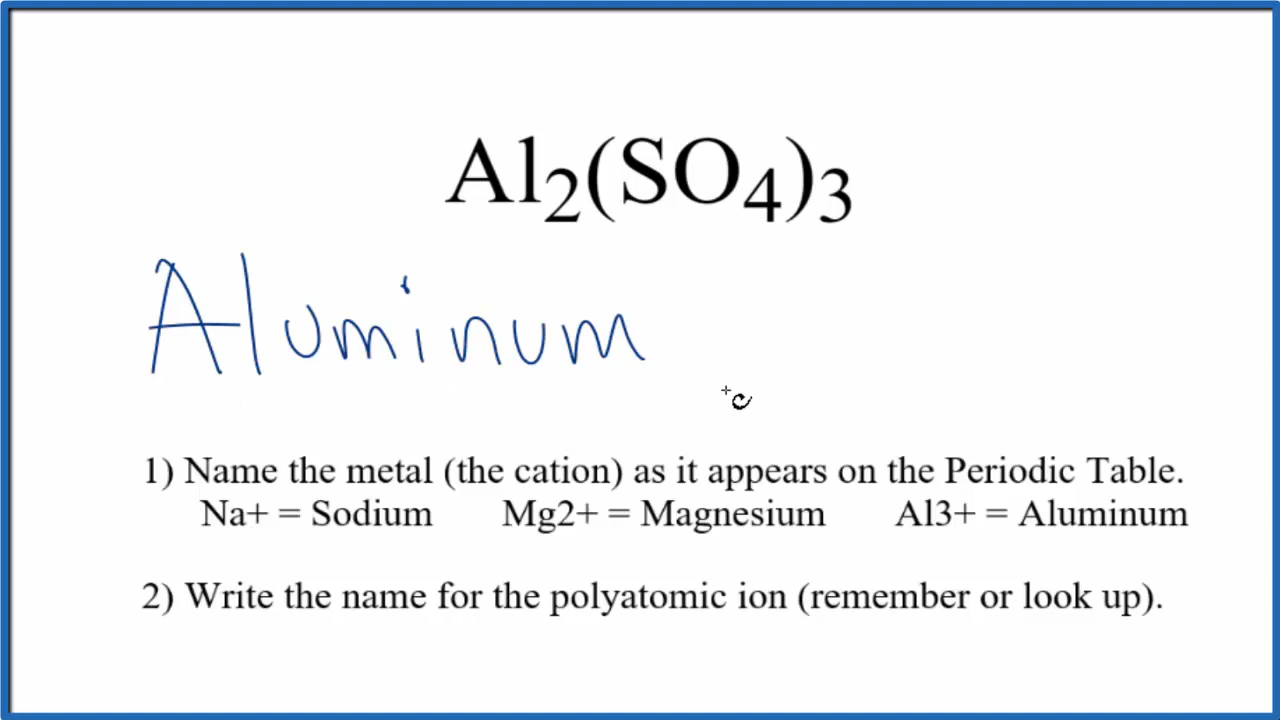 Al₂(SO₄)₃
Aluminum
1) Name the metal (the cation) as it appears on the Periodic Table.
Na+ = Sodium Mg2+ = Magnesium Al3+ = Aluminum
2) Write the name for the polyatomic ion (remember or look up).